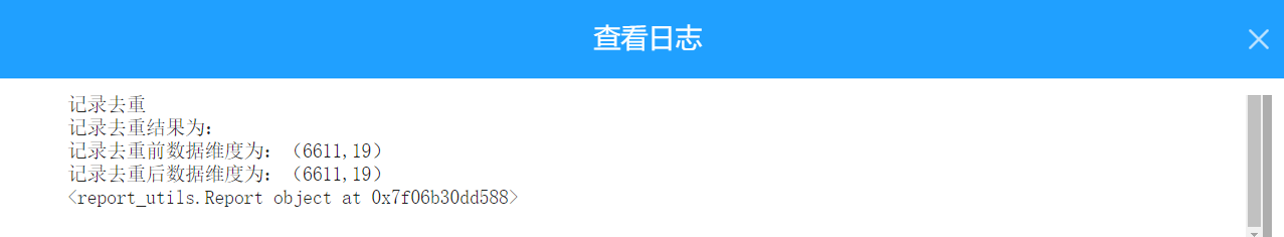 查看日志
记录去重
记录去重结果为:
记录去重前数据维度为: (6611,19)
记录去重后数据维度为: (6611,19)
<report_utils.Report object at 0x7f06b30dd588>